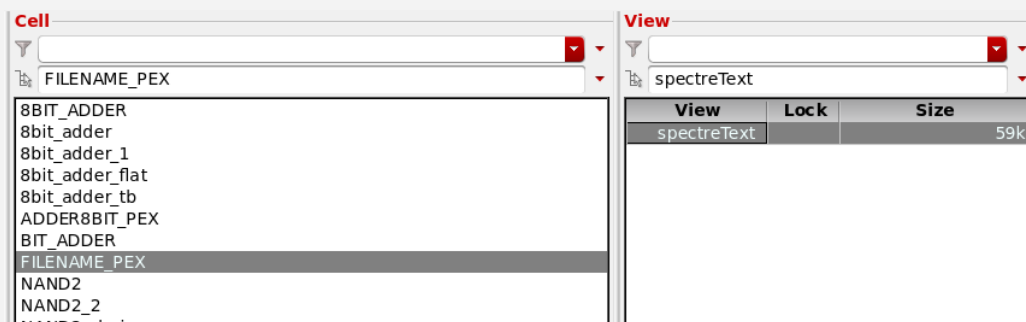 Cell
FILENAME_PEX
8BIT_ADDER
8bit_adder
8bit_adder_1
8bit_adder_flat
8bit_adder_tb
ADDER8BIT_PEX
BIT_ADDER
FILENAME_PEX
NAND2
NAND2_2
View
spectreText
View Lock Size
spectreText 59k